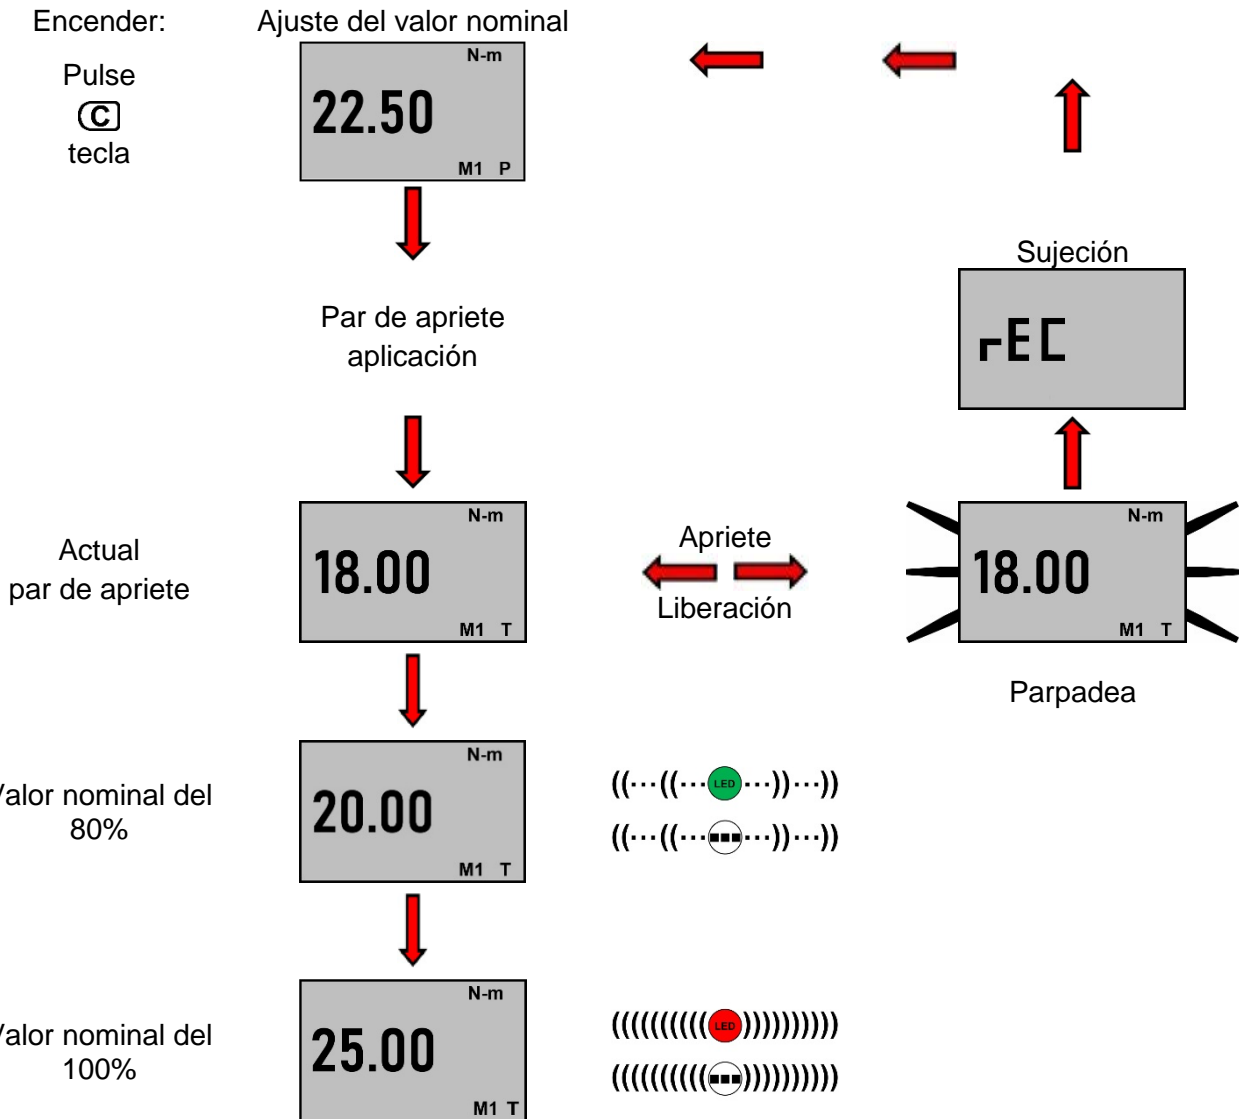 Encender:
Pulse
C
tecla
Ajuste del valor nominal
N-m
22.50
M1 P
Par de apriete
aplicación
Sujeción
rEC
Actual
par de apriete
N-m
18.00
M1 T
Apriete
Liberación
N-m
18.00
M1 T
Parpadea
Valor nominal del
80%
N-m
20.00
M1 T
((···((···LED···))···))
((···((···■■■···))···))
Valor nominal del
100%
N-m
25.00
M1 T
((((((((((LED))))))))))
((((((((((■■■))))))))))